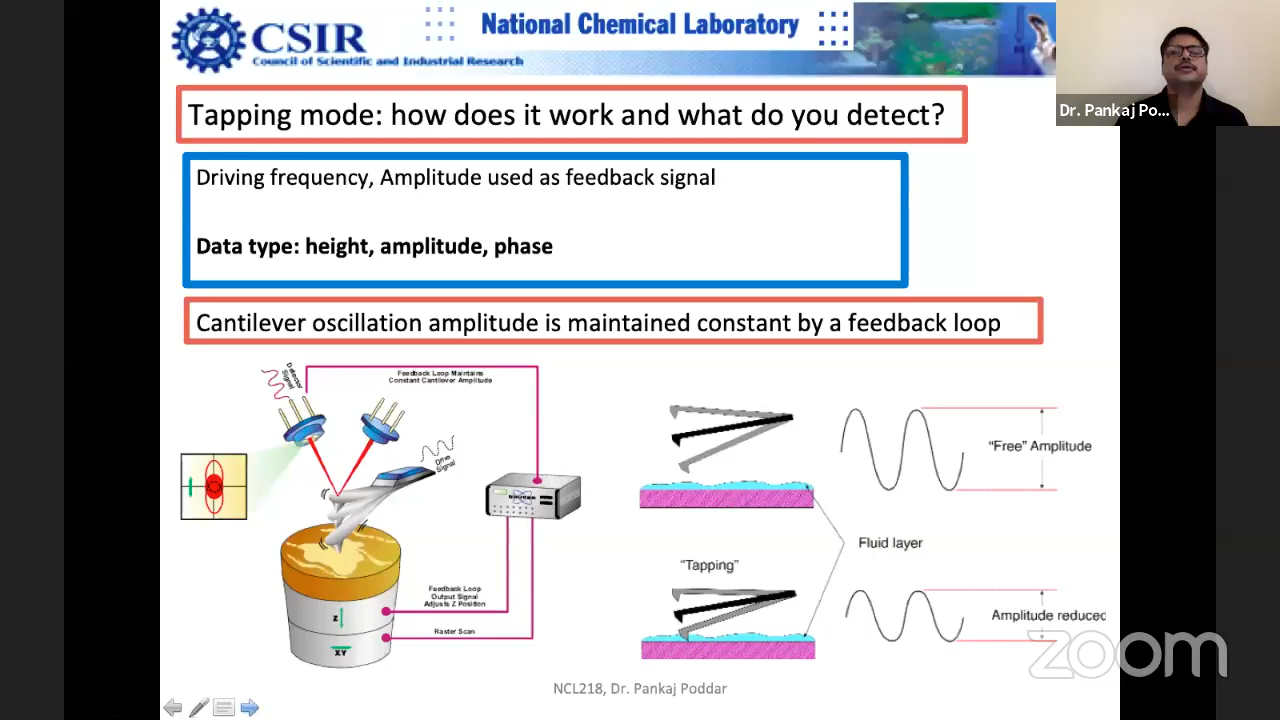 CSIR
Council of Scientific and Industrial Research
National Chemical Laboratory
Dr. Pankaj Po...
Tapping mode: how does it work and what do you detect?
Driving frequency, Amplitude used as feedback signal
Data type: height, amplitude, phase
Cantilever oscillation amplitude is maintained constant by a feedback loop
Detector
Signal
Feedback Loop Maintains
Constant Cantilever Amplitude
Drive
Signal
Feedback Loop
Output Signal
Adjusts Z Position
Raster Scan
Z
XY
“Free” Amplitude
Fluid layer
“Tapping”
Amplitude reduced
zoom
NCL218, Dr. Pankaj Poddar